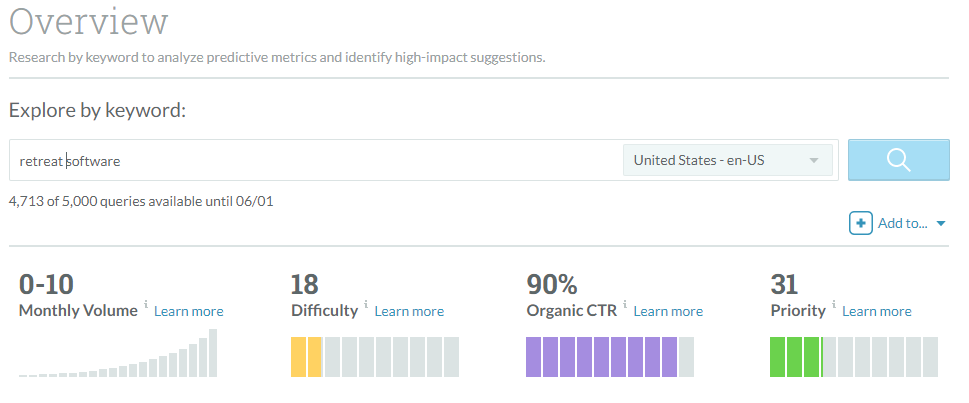 Overview
Research by keyword to analyze predictive metrics and identify high-impact suggestions.
Explore by keyword:
retreat software United States - en-US
4,713 of 5,000 queries available until 06/01
Add to...
0-10 18 90% 31
Monthly Volume i Learn more Difficulty i Learn more Organic CTR i Learn more Priority i Learn more